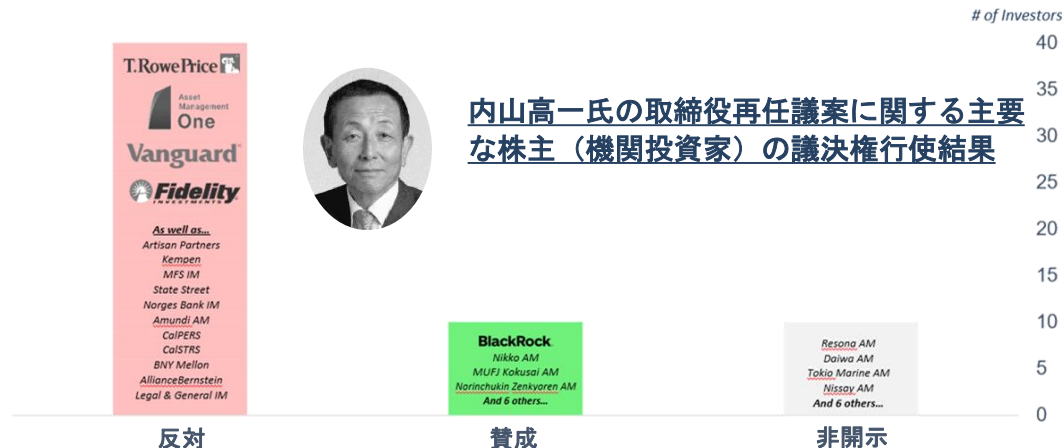 # of Investors
40
35
30
25
20
15
10
5
0
内山高一氏の取締役再任議案に関する主要
な株主（機関投資家）の議決権行使結果
T.RowePrice
Asset
Management
One
Vanguard
Fidelity
INVESTMENTS
As well as...
Artisan Partners
Kempen
MFS IM
State Street
Norges Bank IM
Amundi AM
CalPERS
CalSTRS
BNY Mellon
AllianceBernstein
Legal & General IM
反対
BlackRock
Nikko AM
MUFJ Kokusai AM
Norinchukin Zenkyoren AM
And 6 others...
賛成
Resona AM
Daiwa AM
Tokio Marine AM
Nissay AM
And 6 others...
非開示